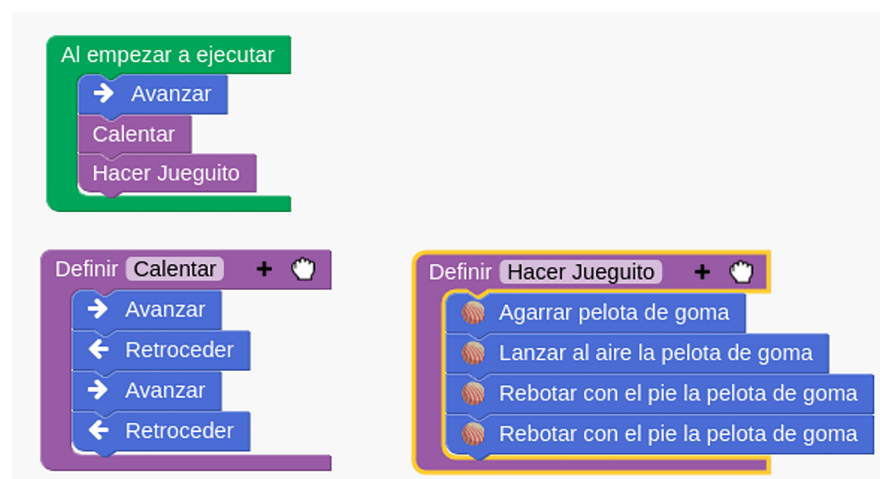 Al empezar a ejecutar
Avanzar
Calentar
Hacer Jueguito
Definir Calentar +
Avanzar
Retroceder
Avanzar
Retroceder
Definir Hacer Jueguito +
Agarrar pelota de goma
Lanzar al aire la pelota de goma
Rebotar con el pie la pelota de goma
Rebotar con el pie la pelota de goma